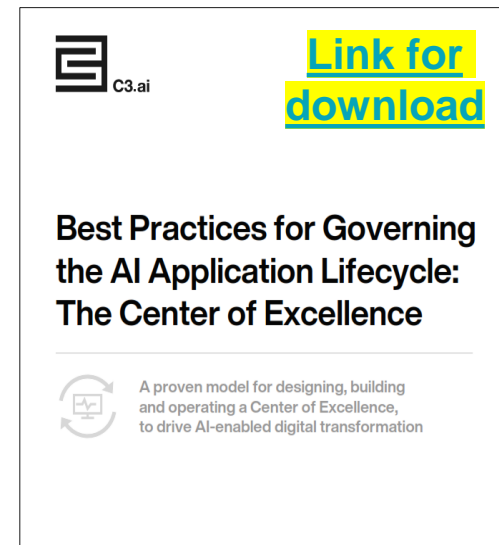 C3.ai
Link for
download
Best Practices for Governing
the AI Application Lifecycle:
The Center of Excellence
A proven model for designing, building
and operating a Center of Excellence,
to drive AI-enabled digital transformation